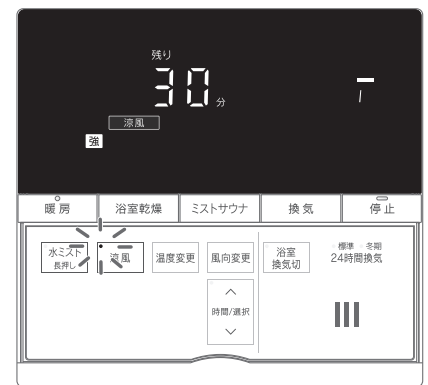 残り
30分
涼風
強
暖房 浴室乾燥 ミストサウナ 換気 停止
水ミスト 長押し
涼風
温度変更
風向変更
浴室換気切
標準 冬期
24時間換気
時間/選択